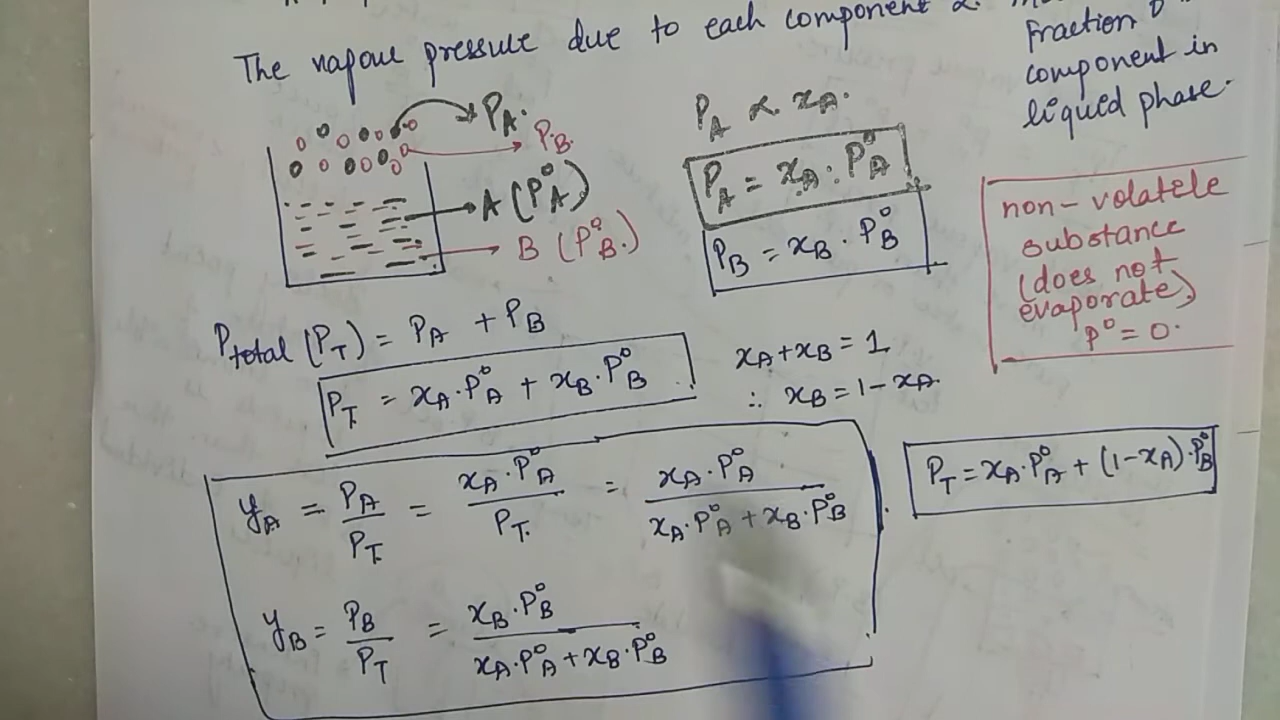 The vapour pressure due to each component α
Fraction
component in
liquid phase.
P_A.
P_B.
A (P°_A)
B (P°_B.)
P_A α x_A.
P_A = x_A . P°_A
P_B = x_B . P°_B
non-volatele
substance
(does not
evaporate)
P° = 0.
P_total (P_T) = P_A + P_B
P_T = x_A . P°_A + x_B . P°_B
x_A + x_B = 1
∴ x_B = 1 - x_A.
P_T = x_A . P°_A + (1 - x_A) . P°_B
y_A = P_A / P_T = x_A . P°_A / P_T. = x_A . P°_A / x_A . P°_A + x_B . P°_B
y_B = P_B / P_T = x_B . P°_B / x_A . P°_A + x_B . P°_B